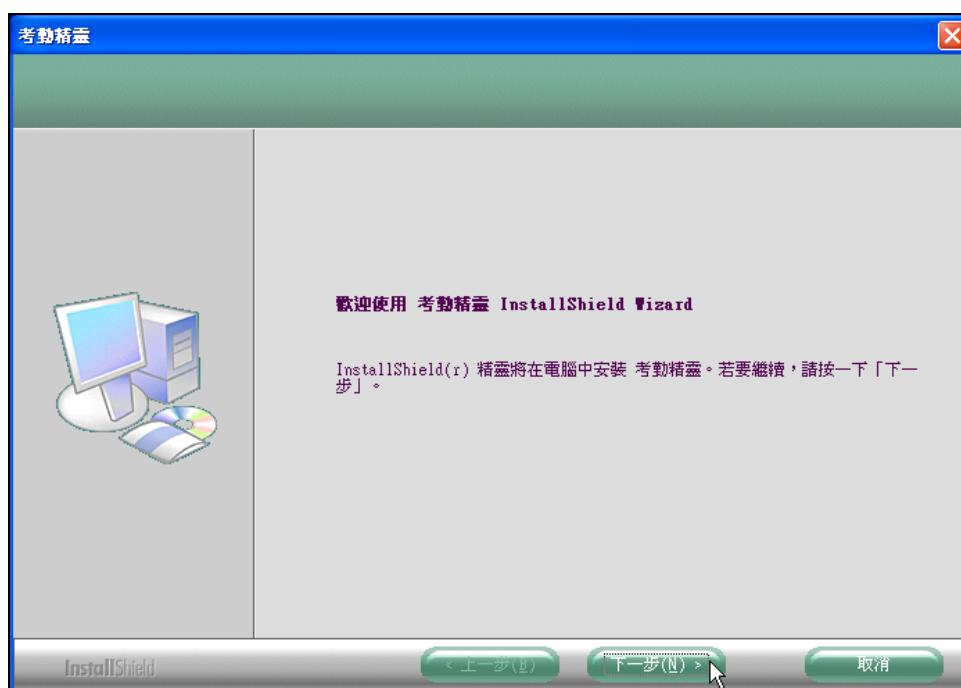 考勤精靈
歡迎使用 考勤精靈 InstallShield Wizard
InstallShield(r) 精靈將在電腦中安裝 考勤精靈。若要繼續，請按一下「下一
步」。
InstallShield
< 上一步(B)
下一步(N) >
取消